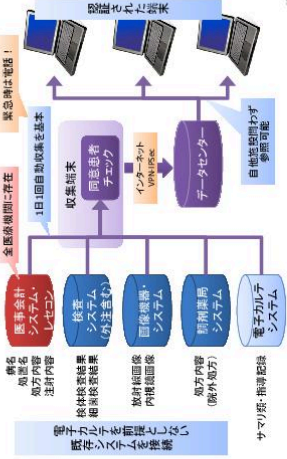 電子カルテを前提としない
既存システムを接続
病名
処置名
処方内容
注射内容
検体検査結果
細菌検査結果
放射線画像
内視鏡画像
処方内容
(院外処方)
サマリ類・指導記録
医事会計
システム・
レセコン
検査
システム
(外注含む)
画像機器・
システム
調剤薬局
システム
電子カルテ
システム
全医療機関に存在
1日1回自動収集を基本
緊急時は電話！
収集端末
同意患者
チェック
インターネット
VPN-IPsec
データセンター
自他施設問わず
参照可能
認証された端末